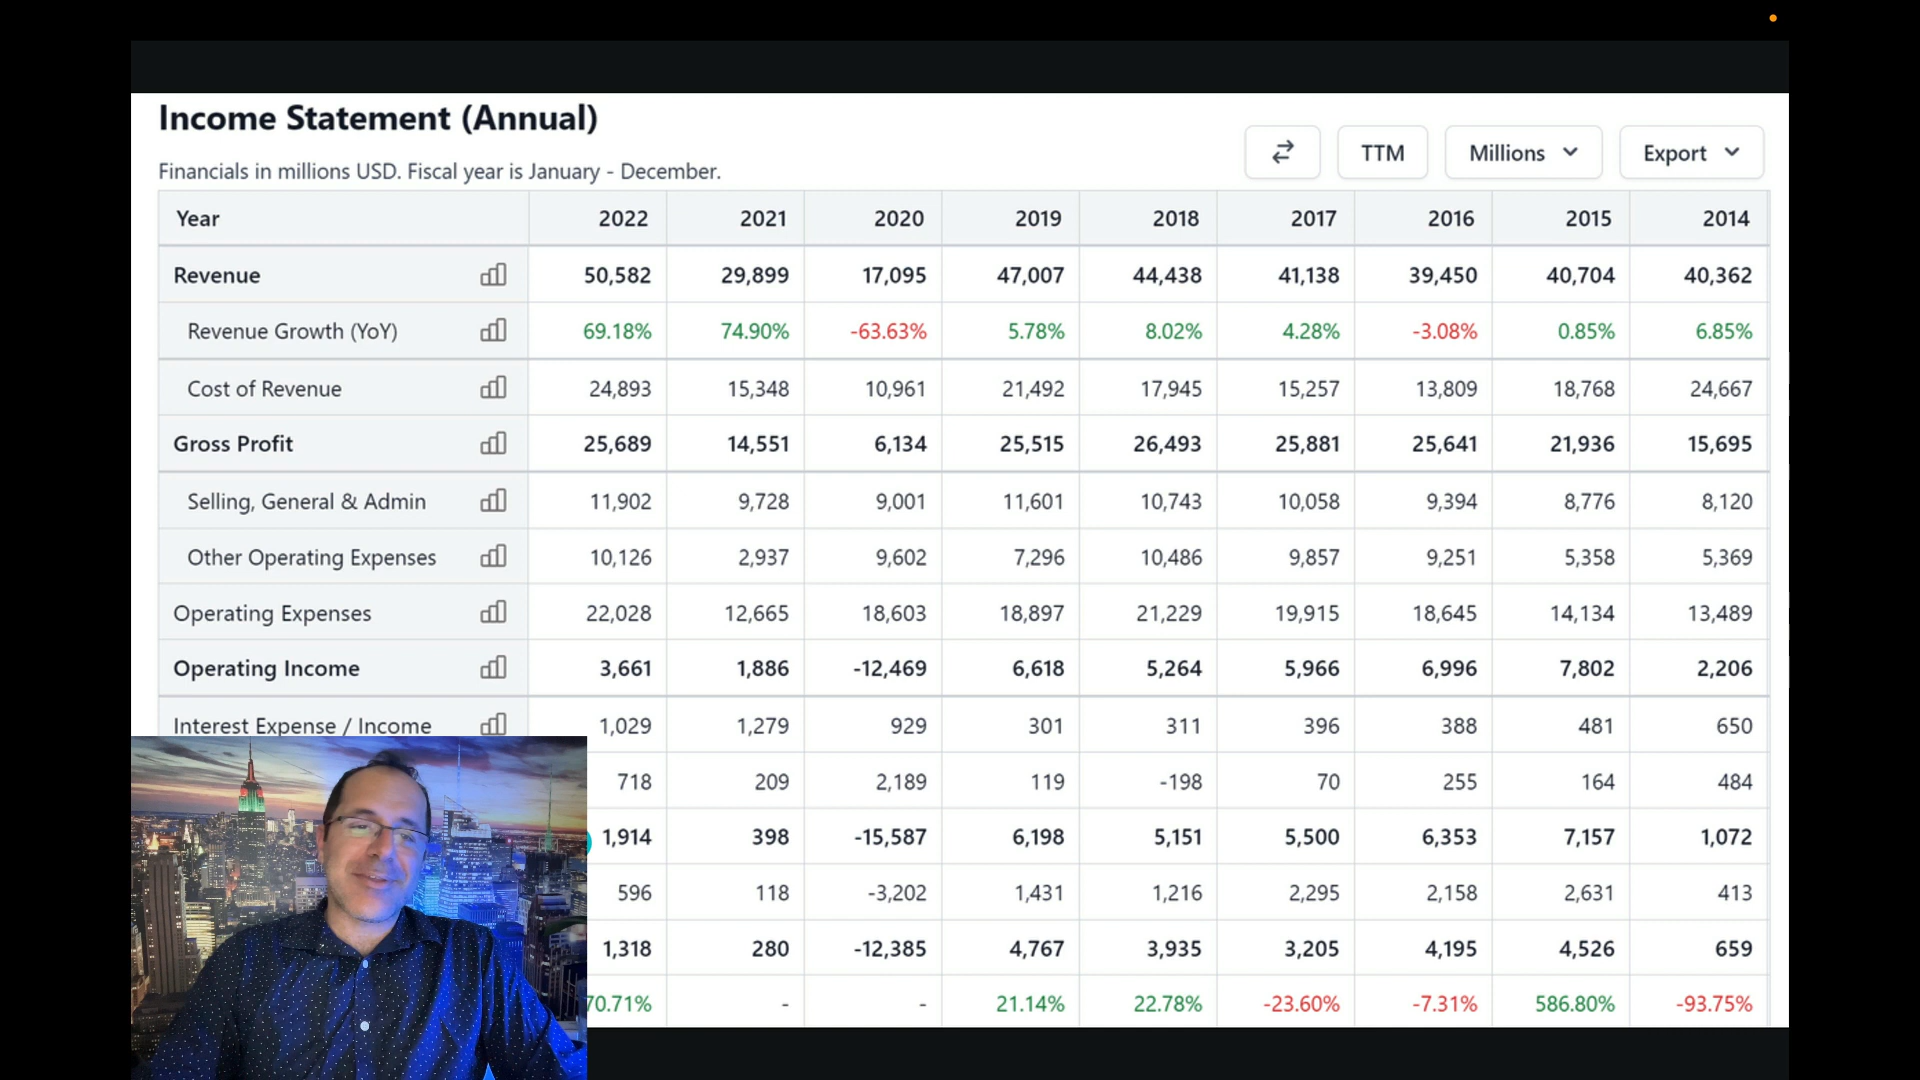 Income Statement (Annual)
Financials in millions USD. Fiscal year is January - December.
TTM
Millions
Export
Year 2022 2021 2020 2019 2018 2017 2016 2015 2014
Revenue 50,582 29,899 17,095 47,007 44,438 41,138 39,450 40,704 40,362
Revenue Growth (YoY) 69.18% 74.90% -63.63% 5.78% 8.02% 4.28% -3.08% 0.85% 6.85%
Cost of Revenue 24,893 15,348 10,961 21,492 17,945 15,257 13,809 18,768 24,667
Gross Profit 25,689 14,551 6,134 25,515 26,493 25,881 25,641 21,936 15,695
Selling, General & Admin 11,902 9,728 9,001 11,601 10,743 10,058 9,394 8,776 8,120
Other Operating Expenses 10,126 2,937 9,602 7,296 10,486 9,857 9,251 5,358 5,369
Operating Expenses 22,028 12,665 18,603 18,897 21,229 19,915 18,645 14,134 13,489
Operating Income 3,661 1,886 -12,469 6,618 5,264 5,966 6,996 7,802 2,206
Interest Expense / Income 1,029 1,279 929 301 311 396 388 481 650
718 209 2,189 119 -198 70 255 164 484
1,914 398 -15,587 6,198 5,151 5,500 6,353 7,157 1,072
596 118 -3,202 1,431 1,216 2,295 2,158 2,631 413
1,318 280 -12,385 4,767 3,935 3,205 4,195 4,526 659
70.71% - - 21.14% 22.78% -23.60% -7.31% 586.80% -93.75%